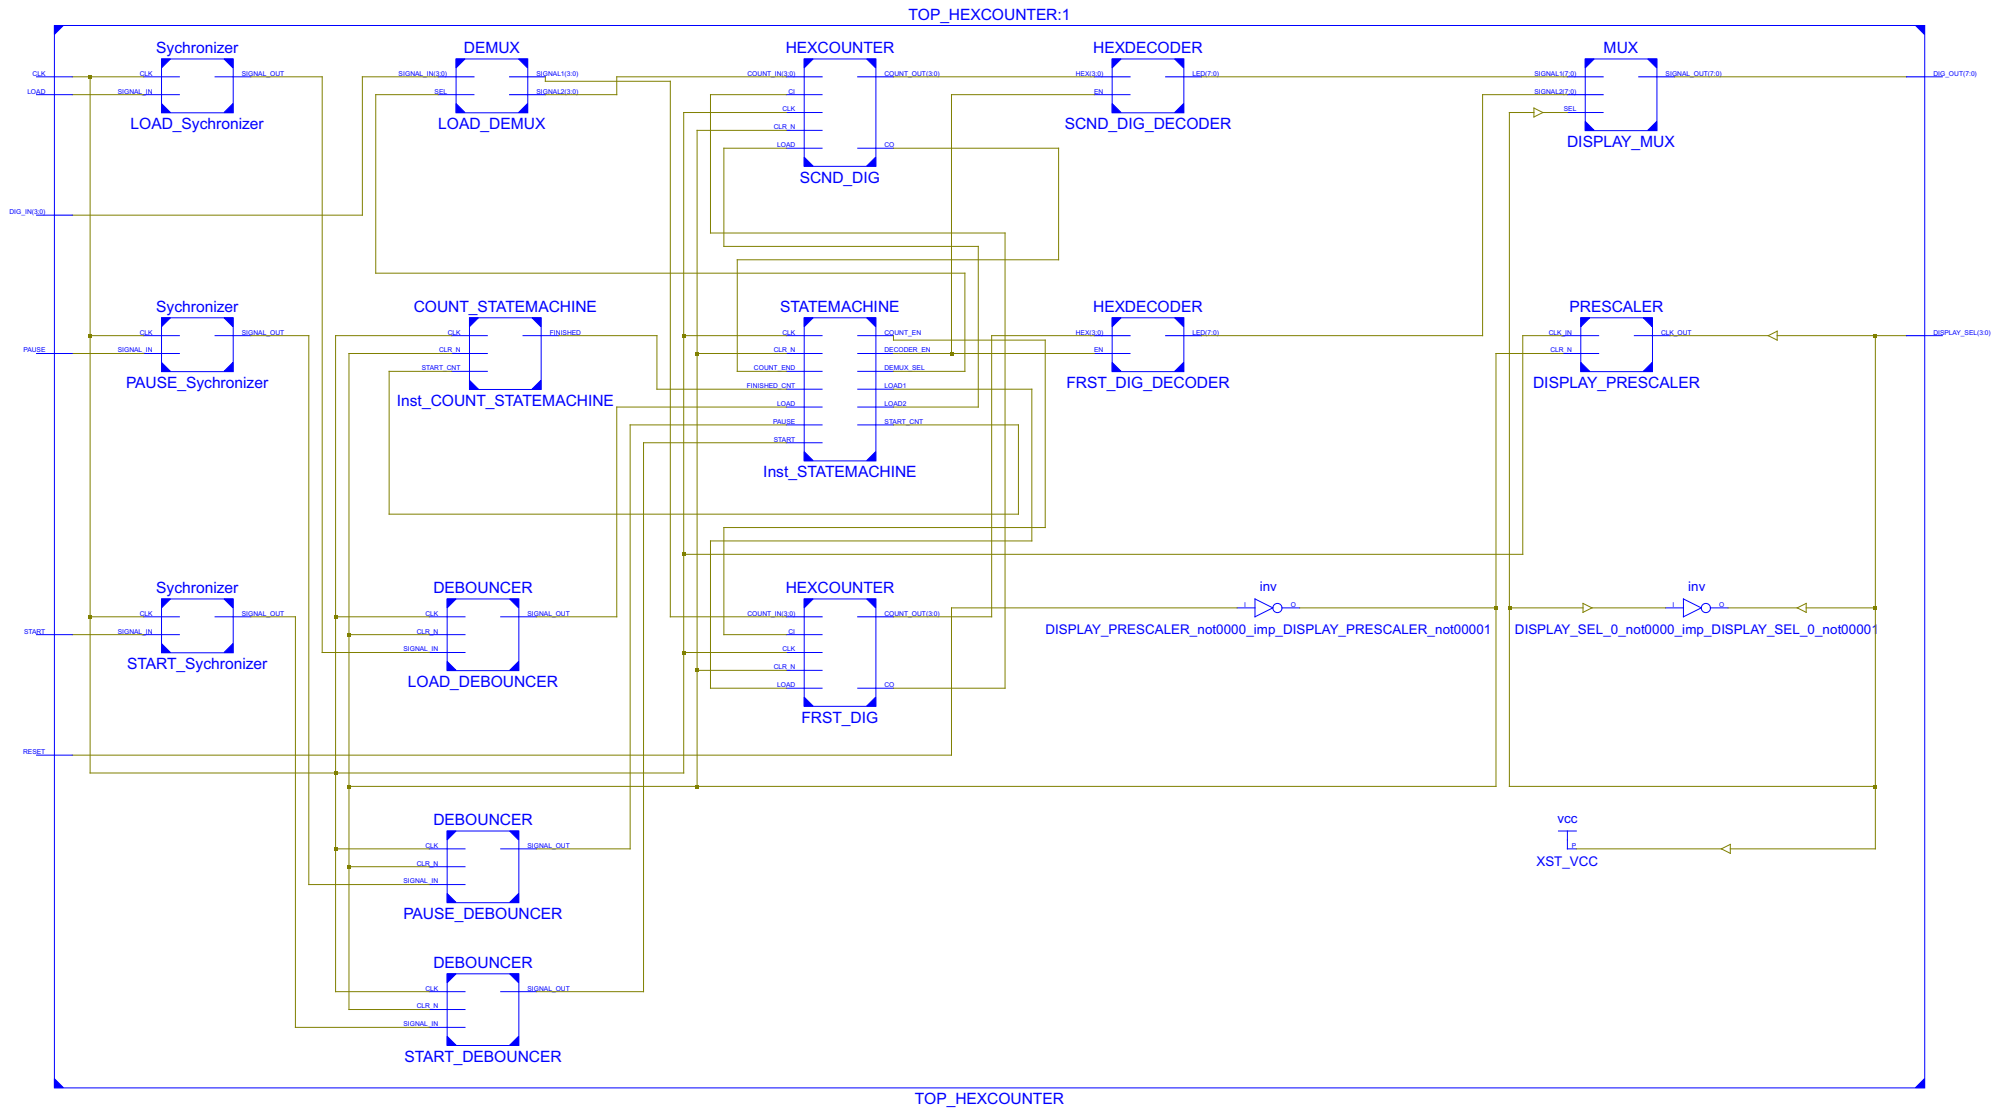 TOP_HEXCOUNTER:1
Sychronizer
CLK
SIGNAL_IN
SIGNAL_OUT
LOAD_Sychronizer
DEMUX
SIGNAL_IN(3:0)
SEL
SIGNAL1(3:0)
SIGNAL2(3:0)
LOAD_DEMUX
HEXCOUNTER
COUNT_IN(3:0)
CI
CLK
CLR_N
LOAD
COUNT_OUT(3:0)
CO
SCND_DIG
HEXDECODER
HEX(3:0)
EN
LED(7:0)
SCND_DIG_DECODER
MUX
SIGNAL1(7:0)
SIGNAL2(7:0)
SEL
SIGNAL_OUT(7:0)
DISPLAY_MUX
CLK
LOAD
DIG_IN(3:0)
PAUSE
START
RESET
DIG_OUT(7:0)
DISPLAY_SEL(3:0)
Sychronizer
CLK
SIGNAL_IN
SIGNAL_OUT
PAUSE_Sychronizer
COUNT_STATEMACHINE
CLK
CLR_N
START_CNT
FINISHED
Inst_COUNT_STATEMACHINE
STATEMACHINE
CLK
CLR_N
COUNT_END
FINISHED_CNT
LOAD
PAUSE
START
COUNT_EN
DECODER_EN
DEMUX_SEL
LOAD1
LOAD2
START_CNT
Inst_STATEMACHINE
HEXDECODER
HEX(3:0)
EN
LED(7:0)
FRST_DIG_DECODER
PRESCALER
CLK_IN
CLR_N
CLK_OUT
DISPLAY_PRESCALER
Sychronizer
CLK
SIGNAL_IN
SIGNAL_OUT
START_Sychronizer
DEBOUNCER
CLK
CLR_N
SIGNAL_IN
SIGNAL_OUT
LOAD_DEBOUNCER
HEXCOUNTER
COUNT_IN(3:0)
CI
CLK
CLR_N
LOAD
COUNT_OUT(3:0)
CO
FRST_DIG
inv
I
O
DISPLAY_PRESCALER_not0000_imp_DISPLAY_PRESCALER_not00001
inv
I
O
DISPLAY_SEL_0_not0000_imp_DISPLAY_SEL_0_not00001
DEBOUNCER
CLK
CLR_N
SIGNAL_IN
SIGNAL_OUT
PAUSE_DEBOUNCER
vcc
P
XST_VCC
DEBOUNCER
CLK
CLR_N
SIGNAL_IN
SIGNAL_OUT
START_DEBOUNCER
TOP_HEXCOUNTER